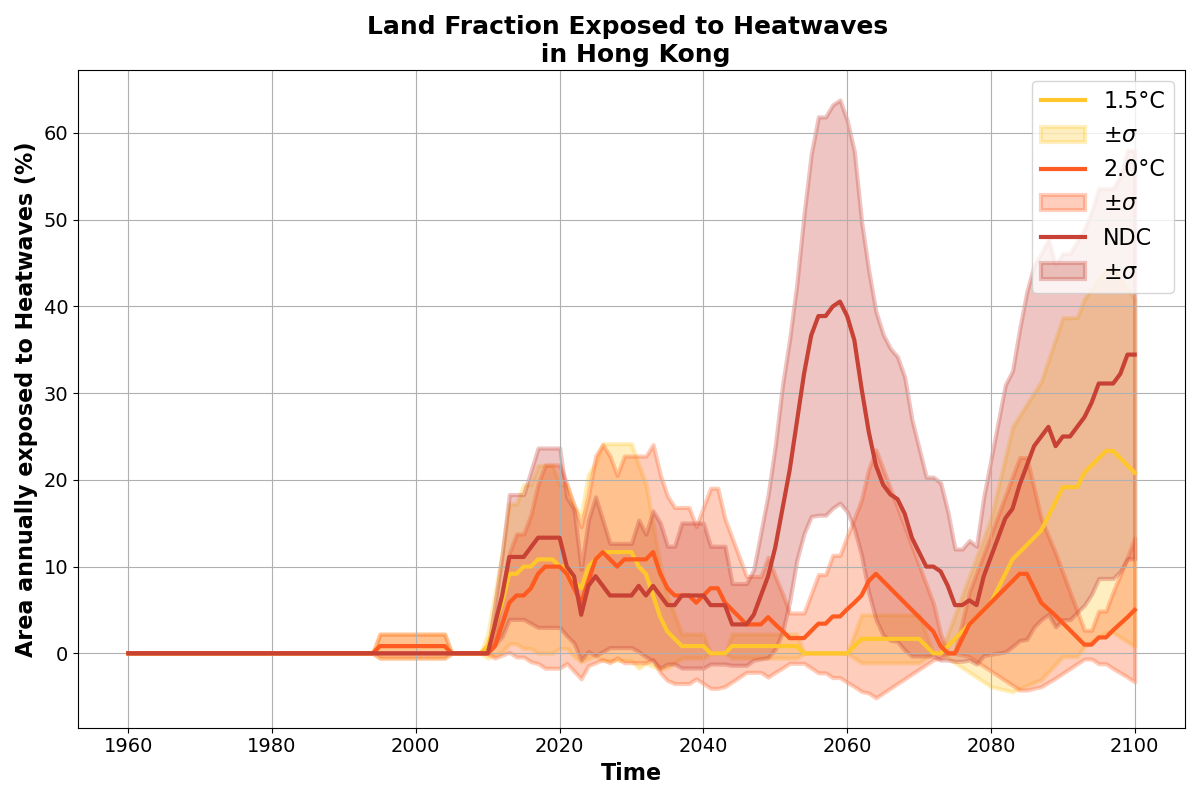 Land Fraction Exposed to Heatwaves
in Hong Kong
Area annually exposed to Heatwaves (%)
60
50
40
30
20
10
0
1.5°C
±σ
2.0°C
±σ
NDC
±σ
1960 1980 2000 2020 2040 2060 2080 2100
Time